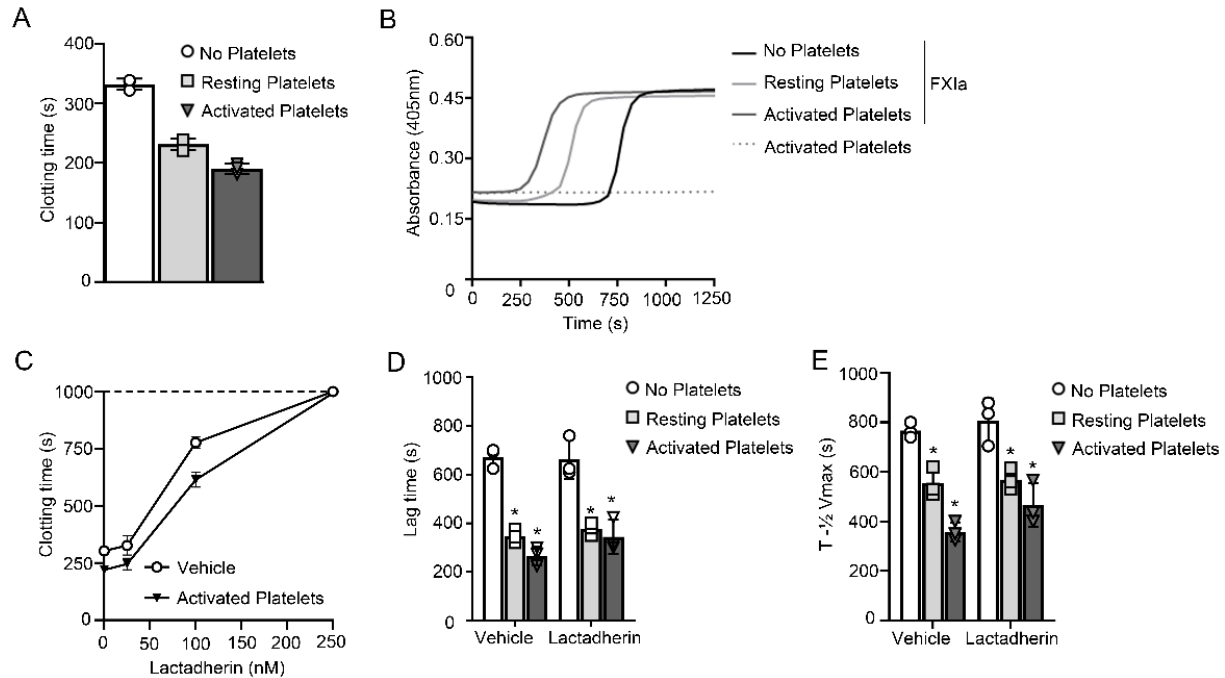 A
400
300
200
100
0
Clotting time (s)
No Platelets
Resting Platelets
Activated Platelets
B
0.60
0.45
0.30
0.15
0
Absorbance (405nm)
0 250 500 750 1000 1250
Time (s)
No Platelets
Resting Platelets
Activated Platelets
FXIa
Activated Platelets
C
1000
750
500
250
0
Clotting time (s)
Vehicle
Activated Platelets
0 50 100 150 200 250
Lactadherin (nM)
D
1000
800
600
400
200
0
Lag time (s)
No Platelets
Resting Platelets
Activated Platelets
* * * *
Vehicle Lactadherin
E
800
600
400
200
800
T -½ Vmax (s)
No Platelets
Resting Platelets
Activated Platelets
* * * *
Vehicle Lactadherin